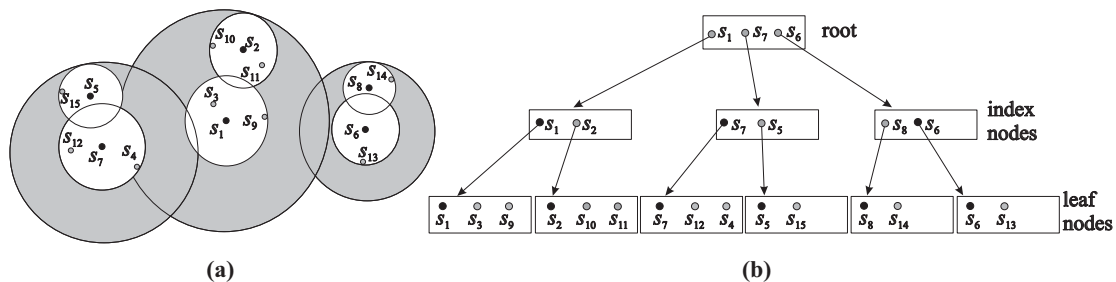 S10
S2
S11
S5
S15
S3
S1
S9
S14
S8
S6
S13
S12
S7
S4
(a)
S1 S7 S6 root
S1 S2
S7 S5
S8 S6
index
nodes
S1 S3 S9
S2 S10 S11
S7 S12 S4
S5 S15
S8 S14
S6 S13
leaf
nodes
(b)